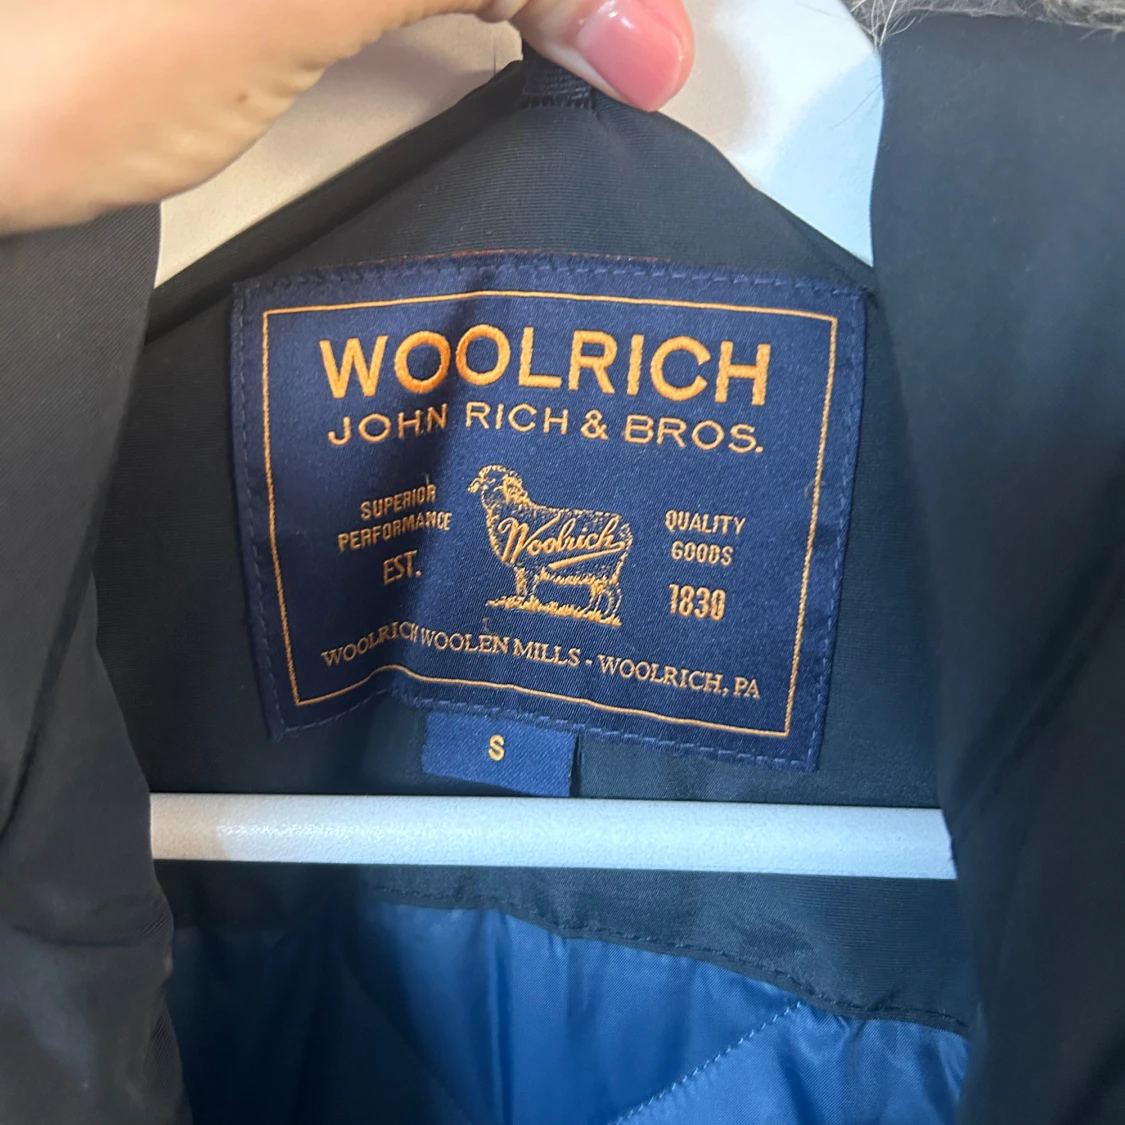 WOOLRICH
JOHN RICH & BROS.
SUPERIOR
PERFORMANCE
EST.
Woolrich
QUALITY
GOODS
1830
WOOLRICH WOOLEN MILLS - WOOLRICH, PA
S